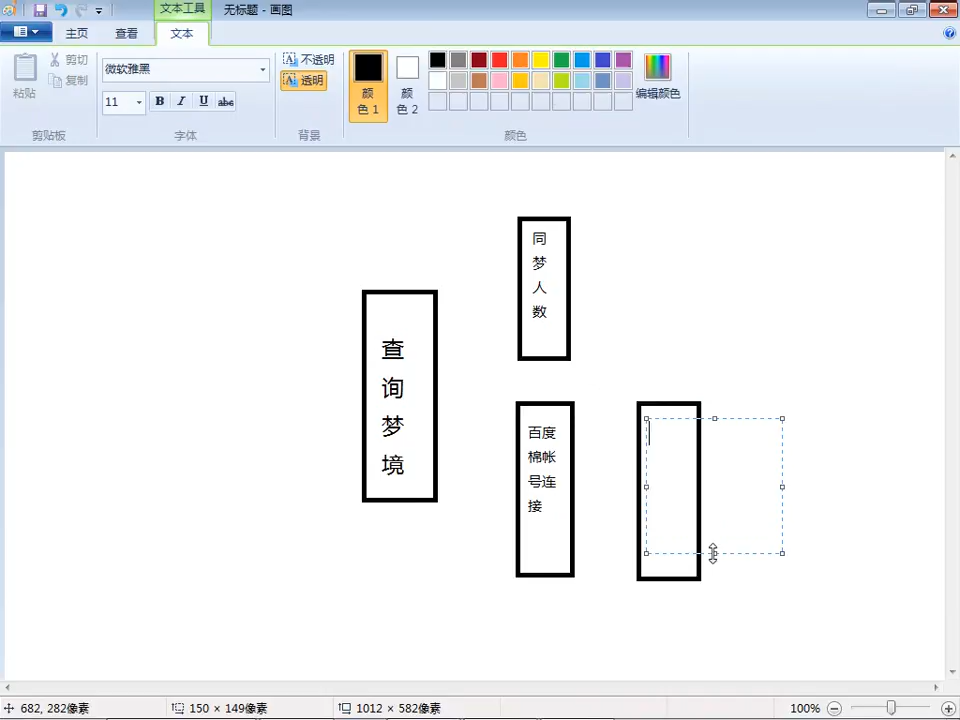 文本工具
无标题 - 画图
主页
查看
文本
粘贴
剪切
复制
剪贴板
微软雅黑
11
B I U abc
字体
不透明
透明
背景
颜
色 1
颜
色 2
编辑颜色
颜色
同
梦
人
数
查
询
梦
境
百度
棉帐
号连
接
682, 282像素
150 × 149像素
1012 × 582像素
100%